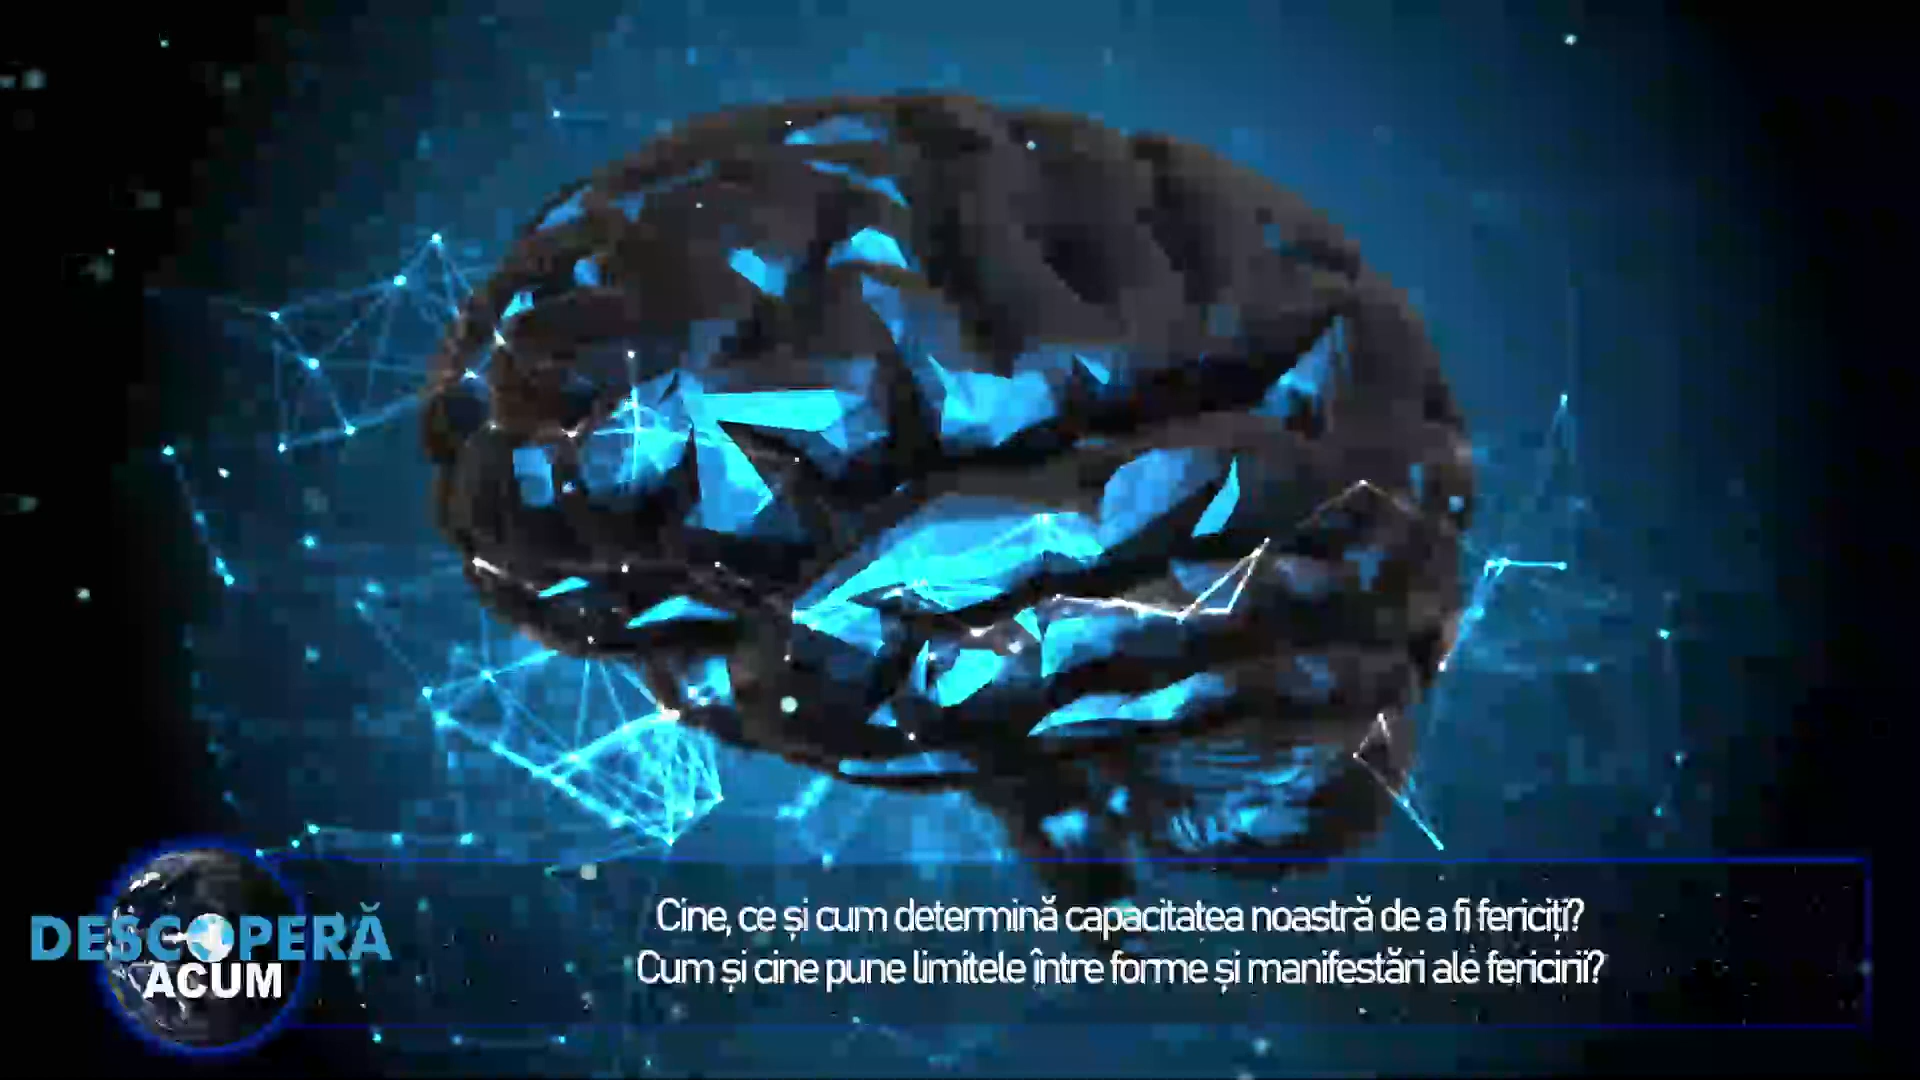 DESCOPERĂ
ACUM
Cine, ce și cum determină capacitatea noastră de a fi fericiți?
Cum și cine pune limitele între forme și manifestări ale fericirii?